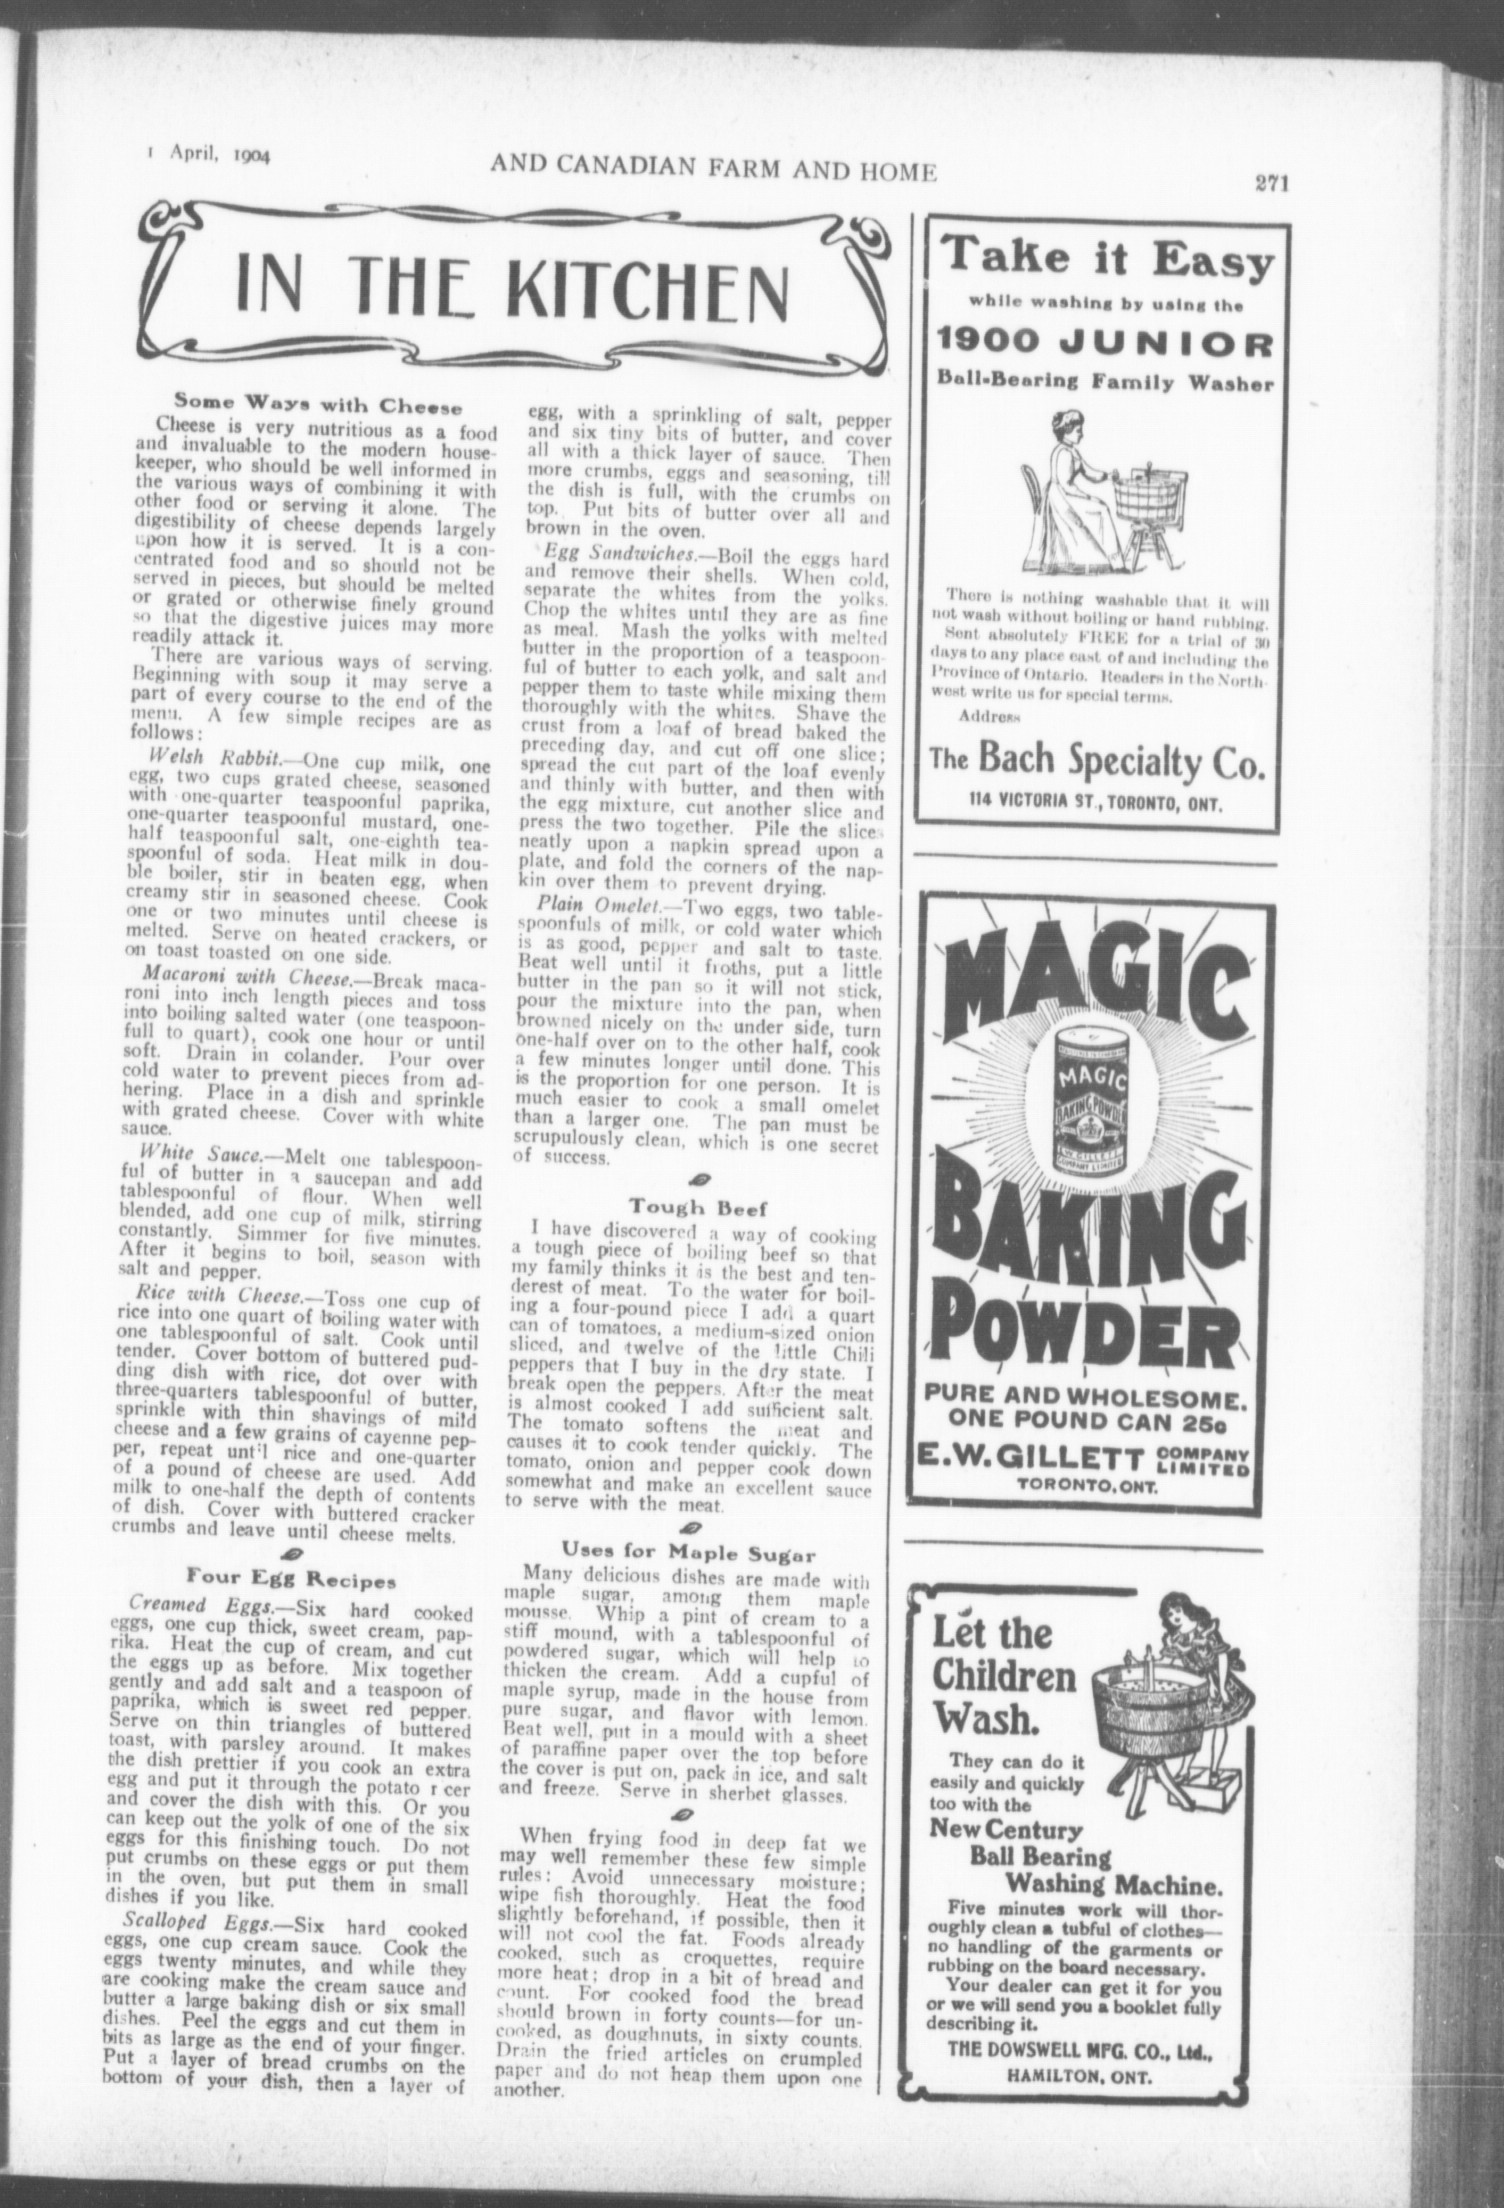 1 April, 1904
AND CANADIAN FARM AND HOME
271
IN THE KITCHEN
Some Ways with Cheese
Cheese is very nutritious as a food
and invaluable to the modern house-
keeper, who should be well informed in
the various ways of combining it with
other food or serving it alone. The
digestibility of cheese depends largely
upon how it is served. It is a con-
centrated food and so should not be
served in pieces, but should be melted
or grated or otherwise finely ground
so that the digestive juices may more
readily attack it.
There are various ways of serving.
Beginning with soup it may serve a
part of every course to the end of the
menu. A few simple recipes are as
follows:
Welsh Rabbit.—One cup milk, one
egg, two cups grated cheese, seasoned
with one-quarter teaspoonful paprika,
one-quarter teaspoonful mustard, one-
half teaspoonful salt, one-eighth tea-
spoonful of soda. Heat milk in dou-
ble boiler, stir in beaten egg, when
creamy stir in seasoned cheese. Cook
one or two minutes until cheese is
melted. Serve on heated crackers, or
on toast toasted on one side.
Macaroni with Cheese.—Break maca-
roni into inch length pieces and toss
into boiling salted water (one teaspoon-
full to quart), cook one hour or until
soft. Drain in colander. Pour over
cold water to prevent pieces from ad-
hering. Place in a dish and sprinkle
with grated cheese. Cover with white
sauce.
White Sauce.—Melt one tablespoon-
ful of butter in a saucepan and add
tablespoonful of flour. When well
blended, add one cup of milk, stirring
constantly. Simmer for five minutes.
After it begins to boil, season with
salt and pepper.
Rice with Cheese.—Toss one cup of
rice into one quart of boiling water with
one tablespoonful of salt. Cook until
tender. Cover bottom of buttered pud-
ding dish with rice, dot over with
three-quarters tablespoonful of butter,
sprinkle with thin shavings of mild
cheese and a few grains of cayenne pep-
per, repeat until rice and one-quarter
of a pound of cheese are used. Add
milk to one-half the depth of contents
of dish. Cover with buttered cracker
crumbs and leave until cheese melts.
Four Egg Recipes
Creamed Eggs.—Six hard cooked
eggs, one cup thick, sweet cream, pap-
rika. Heat the cup of cream, and cut
the eggs up as before. Mix together
gently and add salt and a teaspoon of
paprika, which is sweet red pepper.
Serve on thin triangles of buttered
toast, with parsley around. It makes
the dish prettier if you cook an extra
egg and put it through the potato r cer
and cover the dish with this. Or you
can keep out the yolk of one of the six
eggs for this finishing touch. Do not
put crumbs on these eggs or put them
in the oven, but put them in small
dishes if you like.
Scalloped Eggs.—Six hard cooked
eggs, one cup cream sauce. Cook the
eggs twenty minutes, and while they
are cooking make the cream sauce and
butter a large baking dish or six small
dishes. Peel the eggs and cut them in
bits as large as the end of your finger.
Put a layer of bread crumbs on the
bottom of your dish, then a layer of
egg, with a sprinkling of salt, pepper
and six tiny bits of butter, and cover
all with a thick layer of sauce. Then
more crumbs, eggs and seasoning, till
the dish is full, with the crumbs on
top. Put bits of butter over all and
brown in the oven.
Egg Sandwiches.—Boil the eggs hard
and remove their shells. When cold,
separate the whites from the yolks.
Chop the whites until they are as fine
as meal. Mash the yolks with melted
butter in the proportion of a teaspoon-
ful of butter to each yolk, and salt and
pepper them to taste while mixing them
thoroughly with the whites. Shave the
crust from a loaf of bread baked the
preceding day, and cut off one slice;
spread the cut part of the loaf evenly
and thinly with butter, and then with
the egg mixture, cut another slice and
press the two together. Pile the slices
neatly upon a napkin spread upon a
plate, and fold the corners of the nap-
kin over them to prevent drying.
Plain Omelet.—Two eggs, two table-
spoonfuls of milk, or cold water which
is as good, pepper and salt to taste.
Beat well until it froths, put a little
butter in the pan so it will not stick,
pour the mixture into the pan, when
browned nicely on the under side, turn
one-half over on to the other half, cook
a few minutes longer until done. This
is the proportion for one person. It is
much easier to cook a small omelet
than a larger one. The pan must be
scrupulously clean, which is one secret
of success.
Tough Beef
I have discovered a way of cooking
a tough piece of boiling beef so that
my family thinks it is the best and ten-
derest of meat. To the water for boil-
ing a four-pound piece I add a quart
can of tomatoes, a medium-sized onion
sliced, and twelve of the little Chili
peppers that I buy in the dry state. I
break open the peppers. After the meat
is almost cooked I add sufficient salt.
The tomato softens the meat and
causes it to cook tender quickly. The
tomato, onion and pepper cook down
somewhat and make an excellent sauce
to serve with the meat.
Uses for Maple Sugar
Many delicious dishes are made with
maple sugar, among them maple
mousse. Whip a pint of cream to a
stiff mound, with a tablespoonful of
powdered sugar, which will help to
thicken the cream. Add a cupful of
maple syrup, made in the house from
pure sugar, and flavor with lemon.
Beat well, put in a mould with a sheet
of paraffine paper over the top before
the cover is put on, pack in ice, and salt
and freeze. Serve in sherbet glasses.
When frying food in deep fat we
may well remember these few simple
rules: Avoid unnecessary moisture;
wipe fish thoroughly. Heat the food
slightly beforehand, if possible, then it
will not cool the fat. Foods already
cooked, such as croquettes, require
more heat; drop in a bit of bread and
count. For cooked food the bread
should brown in forty counts—for un-
cooked, as doughnuts, in sixty counts.
Drain the fried articles on crumpled
paper and do not heap them upon one
another.
Take it Easy
while washing by using the
1900 JUNIOR
Ball-Bearing Family Washer
There is nothing washable that it will
not wash without boiling or hand rubbing.
Sent absolutely FREE for a trial of 30
days to any place east of and including the
Province of Ontario. Readers in the North-
west write us for special terms.
Address
The Bach Specialty Co.
114 VICTORIA ST., TORONTO, ONT.
MAGIC
MAGIC
BAKING POWDER
E.W. GILLETT
COMPANY LIMITED
BAKING
POWDER
PURE AND WHOLESOME.
ONE POUND CAN 25c
E.W. GILLETT COMPANY LIMITED
TORONTO, ONT.
Let the
Children
Wash.
They can do it
easily and quickly
too with the
New Century
Ball Bearing
Washing Machine.
Five minutes work will thor-
oughly clean a tubful of clothes—
no handling of the garments or
rubbing on the board necessary.
Your dealer can get it for you
or we will send you a booklet fully
describing it.
THE DOWSWELL MFG. CO., Ltd.,
HAMILTON, ONT.